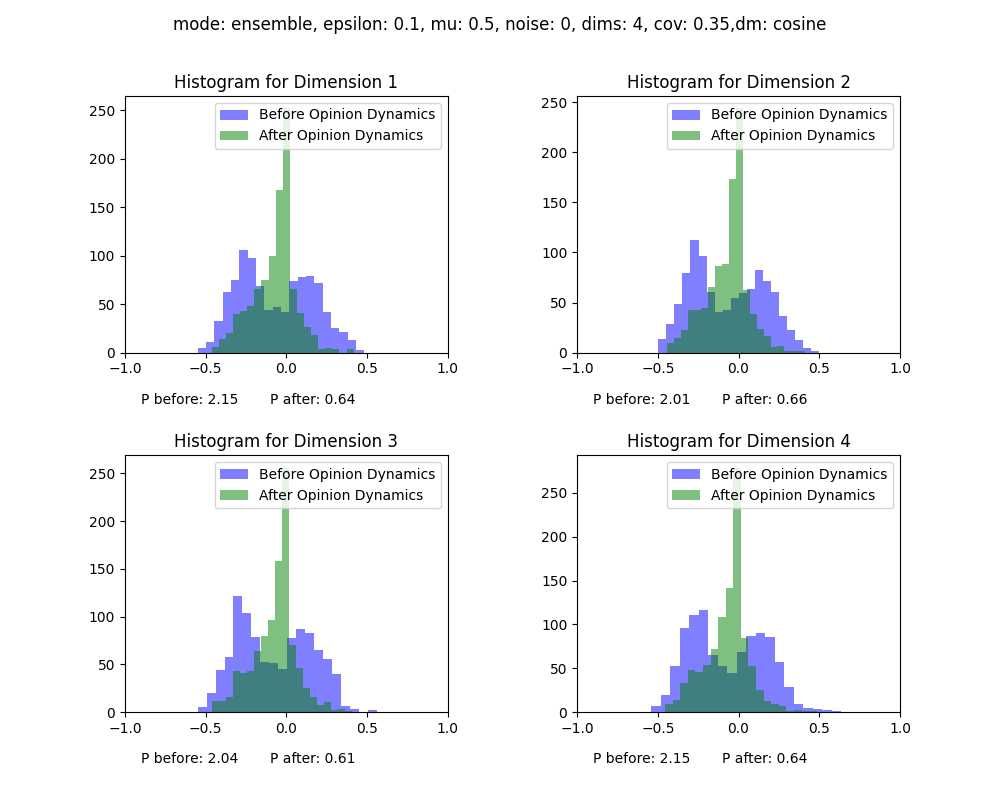 mode: ensemble, epsilon: 0.1, mu: 0.5, noise: 0, dims: 4, cov: 0.35,dm: cosine
Histogram for Dimension 1
Before Opinion Dynamics
After Opinion Dynamics
250
200
150
100
50
0
−1.0 −0.5 0.0 0.5 1.0
P before: 2.15 P after: 0.64
Histogram for Dimension 2
Before Opinion Dynamics
After Opinion Dynamics
250
200
150
100
50
0
−1.0 −0.5 0.0 0.5 1.0
P before: 2.01 P after: 0.66
Histogram for Dimension 3
Before Opinion Dynamics
After Opinion Dynamics
250
200
150
100
50
0
−1.0 −0.5 0.0 0.5 1.0
P before: 2.04 P after: 0.61
Histogram for Dimension 4
Before Opinion Dynamics
After Opinion Dynamics
250
200
150
100
50
0
−1.0 −0.5 0.0 0.5 1.0
P before: 2.15 P after: 0.64